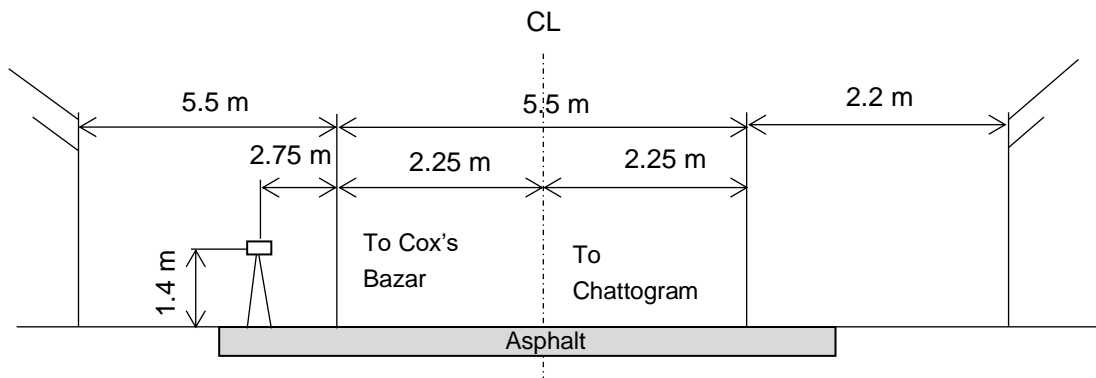 CL
5.5 m
5.5 m
2.2 m
2.75 m
2.25 m
2.25 m
To Cox's
Bazar
To
Chattogram
1.4 m
Asphalt